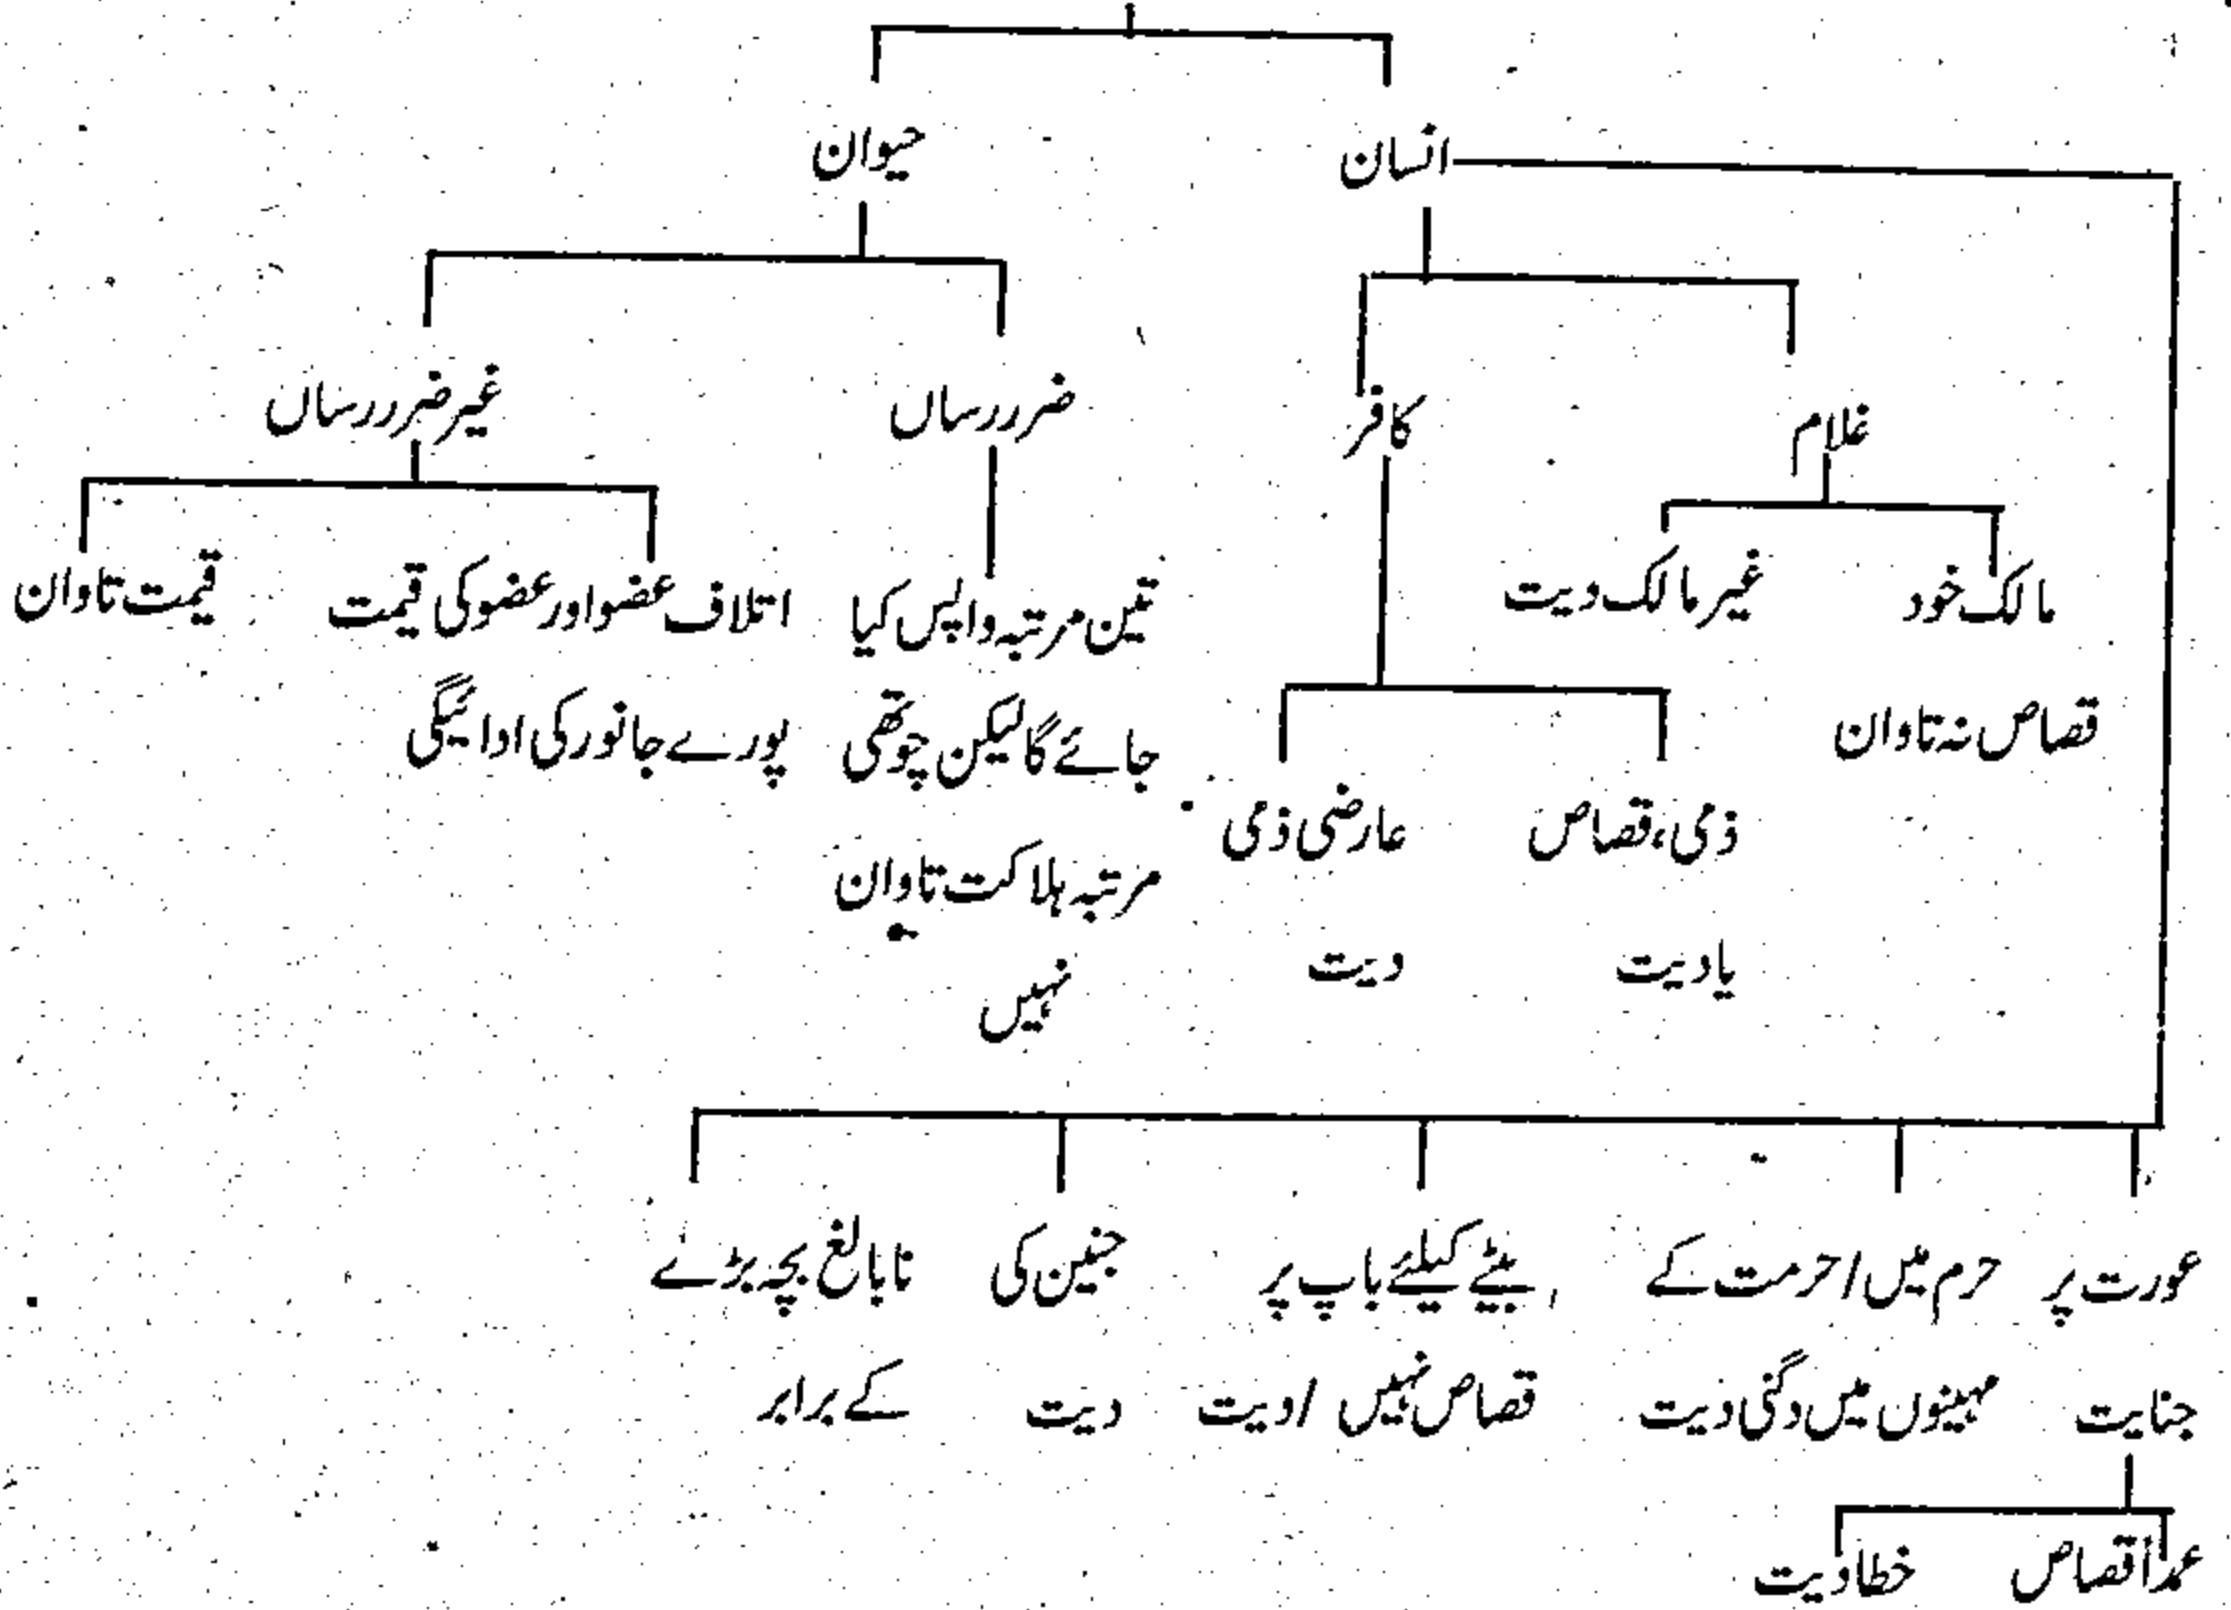 انسان
حیوان
غلام
کافر
ضرر رساں
غیر ضرر رساں
مالک خود
قصاص نہ تاوان
غیر مالک دیت
ذمی، قصاص
یا دیت
عارضی ذمی
دیت
تین مرتبہ واپس کیا
جائے گا لیکن چوتھی
مرتبہ ہلاکت تاوان
نہیں
اتلاف عضو اور عضو کی قیمت
پورے جانور کی ادائیگی
قیمت تاوان
عورت پر
جنایت
حرم میں / حرمت کے
مہینوں میں دگنی دیت
بیٹے کیلئے باپ پر
قصاص نہیں / دیت
جنین کی
دیت
نابالغ بچہ بڑے
کے برابر
عمداً قصاص
خطا دیت